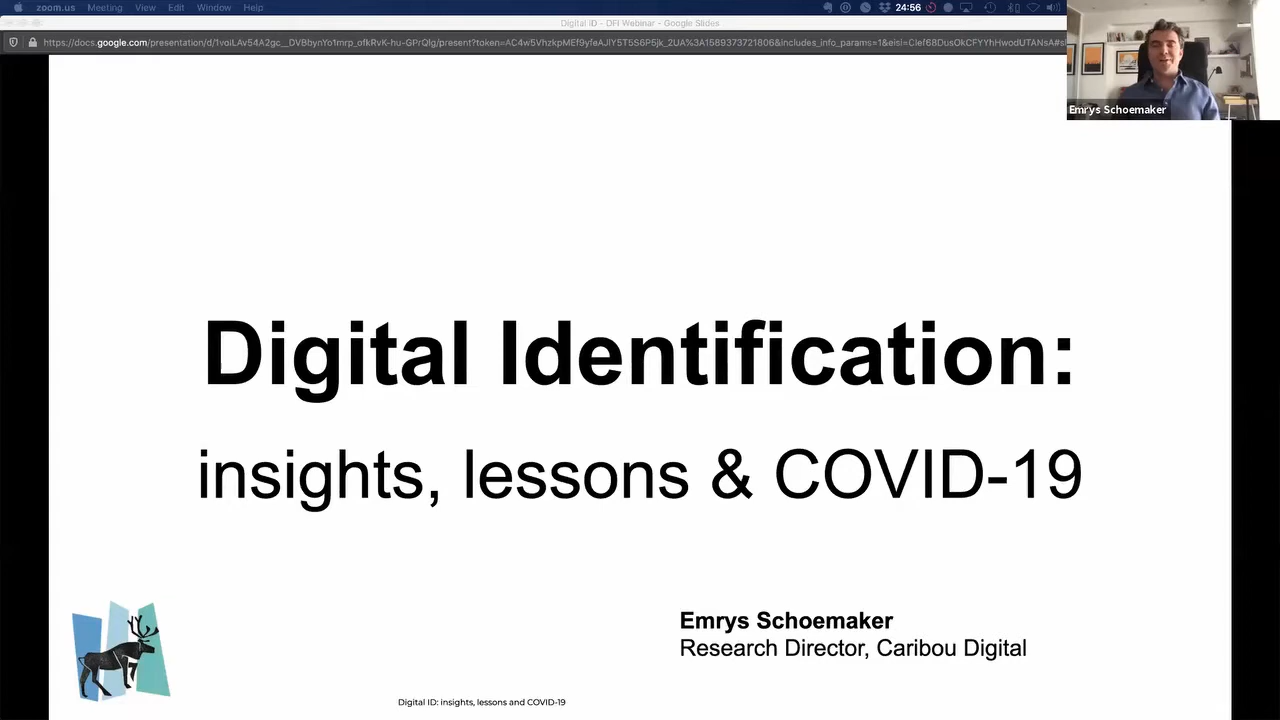 zoom.us Meeting View Edit Window Help 24:56
Digital ID - DFI Webinar - Google Slides
Emrys Schoemaker
Digital Identification:
insights, lessons & COVID-19
Emrys Schoemaker
Research Director, Caribou Digital
Digital ID: insights, lessons and COVID-19